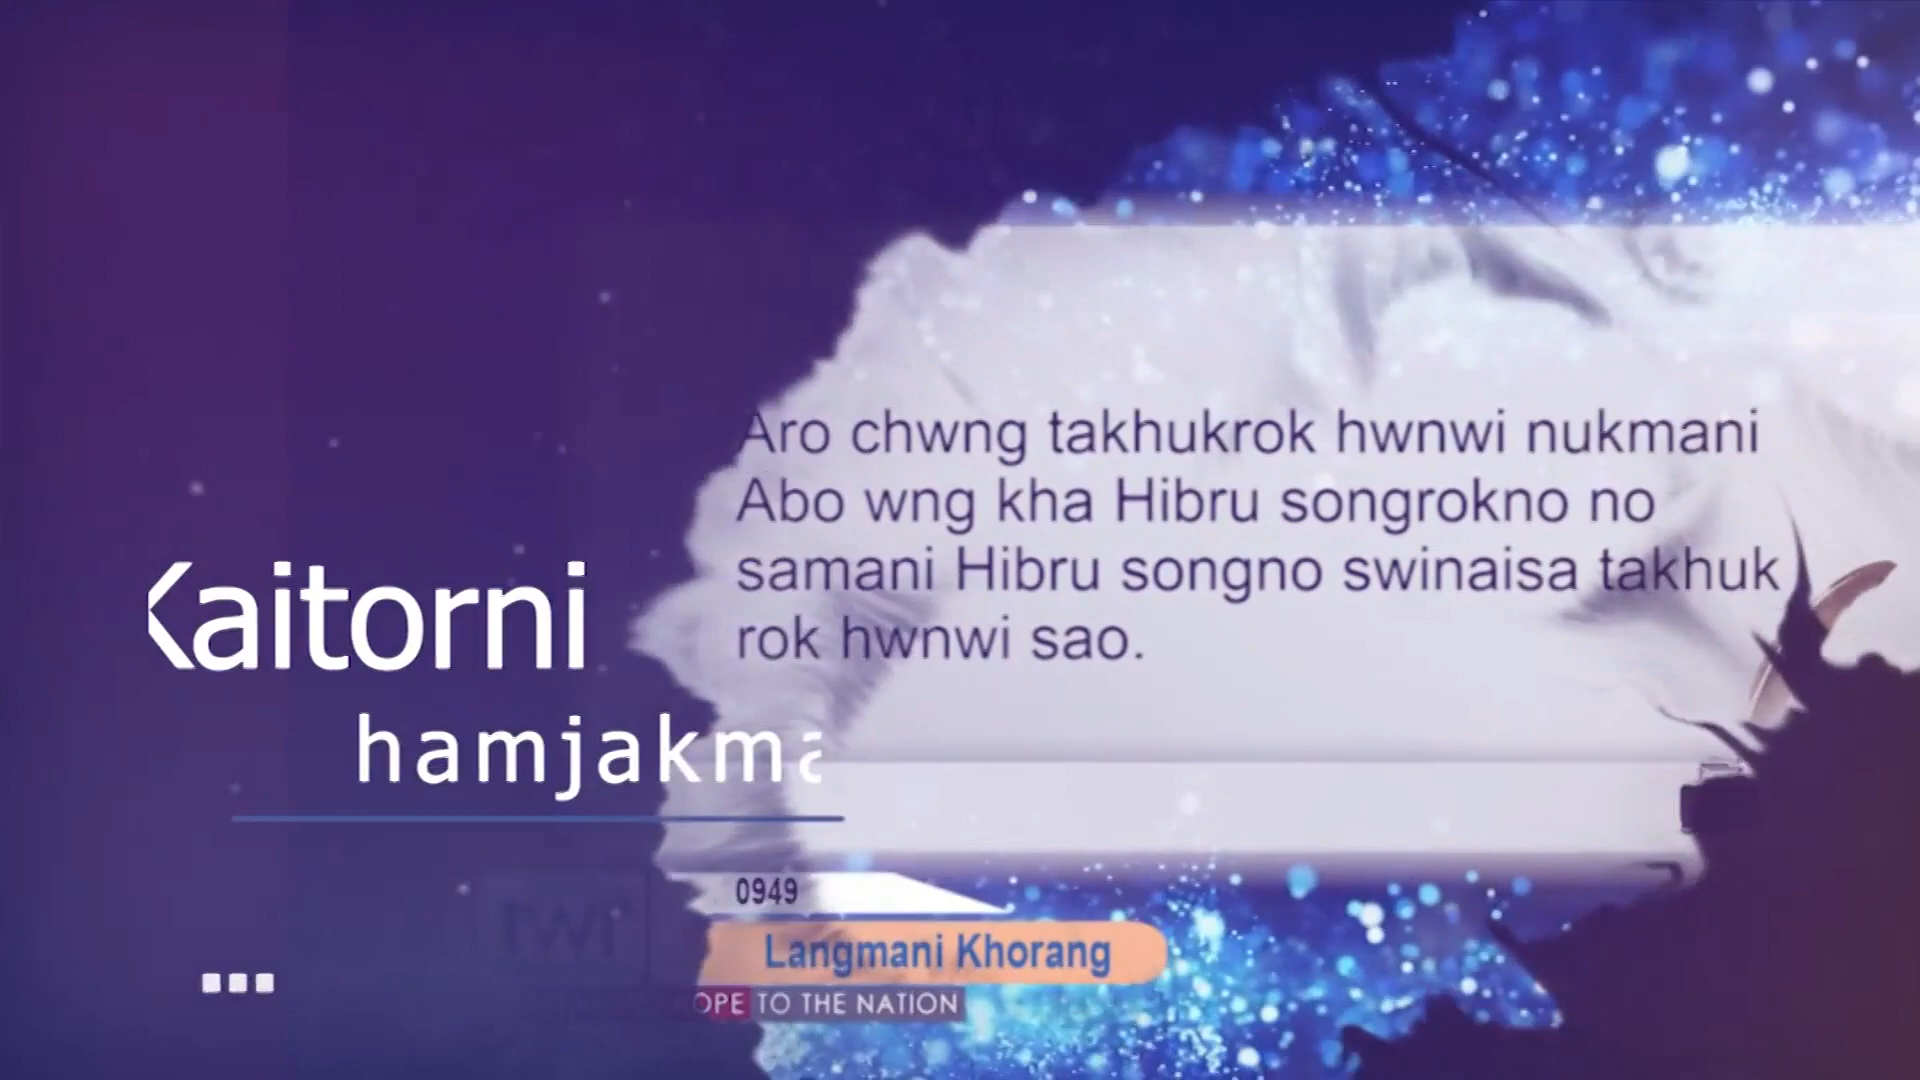 Aro chwng takhukrok hwnwi nukmani
Abo wng kha Hibru songrokno no
samani Hibru songno swinaisa takhuk
rok hwnwi sao.
Kaitorni
hamjakma
0949
Langmani Khorang
OPE TO THE NATION